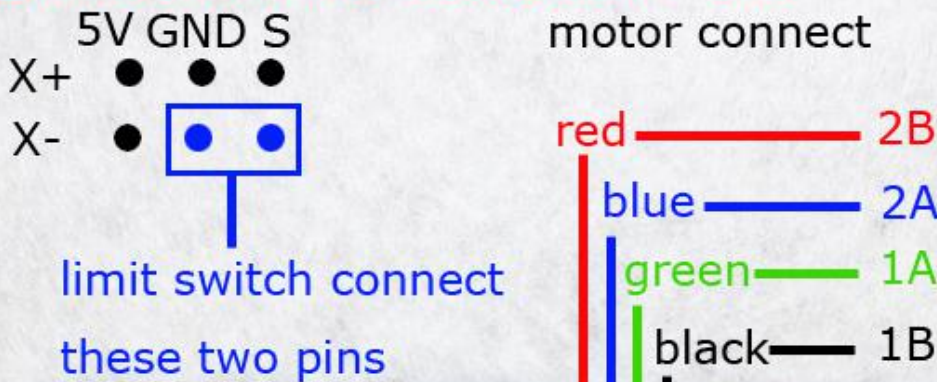 5V GND S
X+
X-
limit switch connect
these two pins
motor connect
red 2B
blue 2A
green 1A
black 1B